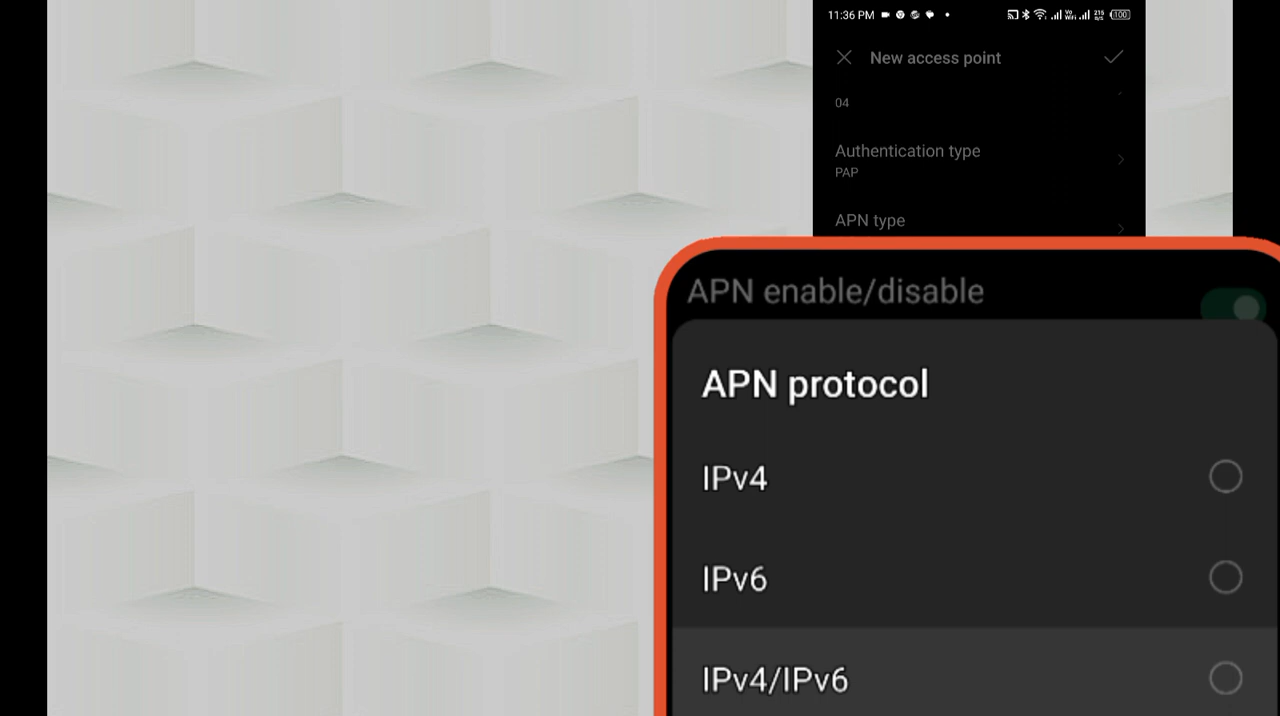 11:36 PM
New access point
04
Authentication type
PAP
APN type
APN enable/disable
APN protocol
IPv4
IPv6
IPv4/IPv6